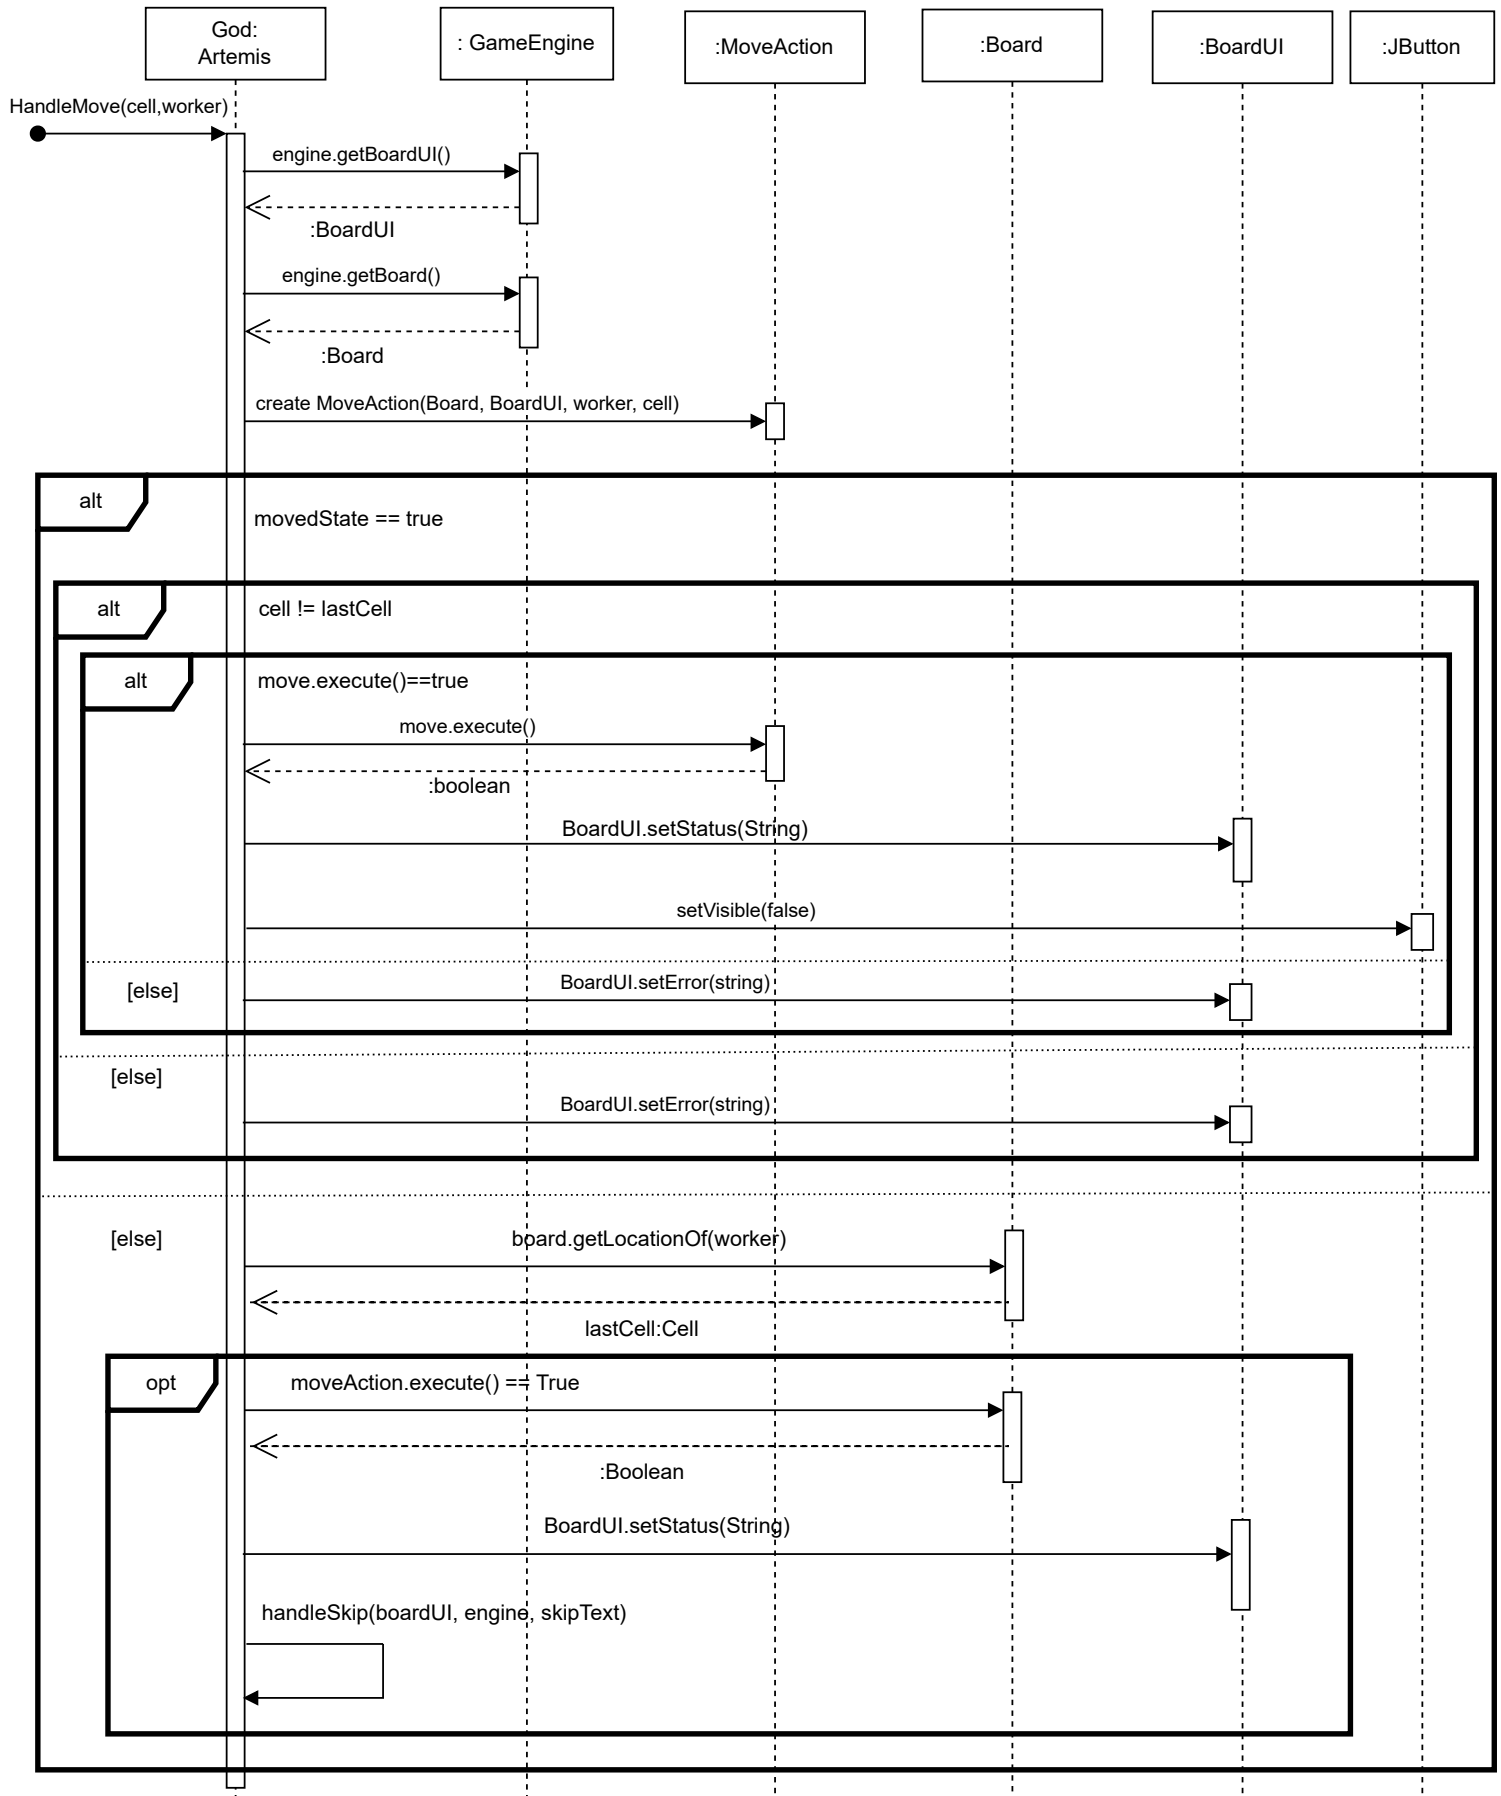 God:
Artemis
: GameEngine
:MoveAction
:Board
:BoardUI
:JButton
HandleMove(cell,worker)
engine.getBoardUI()
:BoardUI
engine.getBoard()
:Board
create MoveAction(Board, BoardUI, worker, cell)
alt
movedState == true
alt
cell != lastCell
alt
move.execute()==true
move.execute()
:boolean
BoardUI.setStatus(String)
setVisible(false)
[else]
BoardUI.setError(string)
[else]
BoardUI.setError(string)
[else]
board.getLocationOf(worker)
lastCell:Cell
opt
moveAction.execute() == True
:Boolean
BoardUI.setStatus(String)
handleSkip(boardUI, engine, skipText)